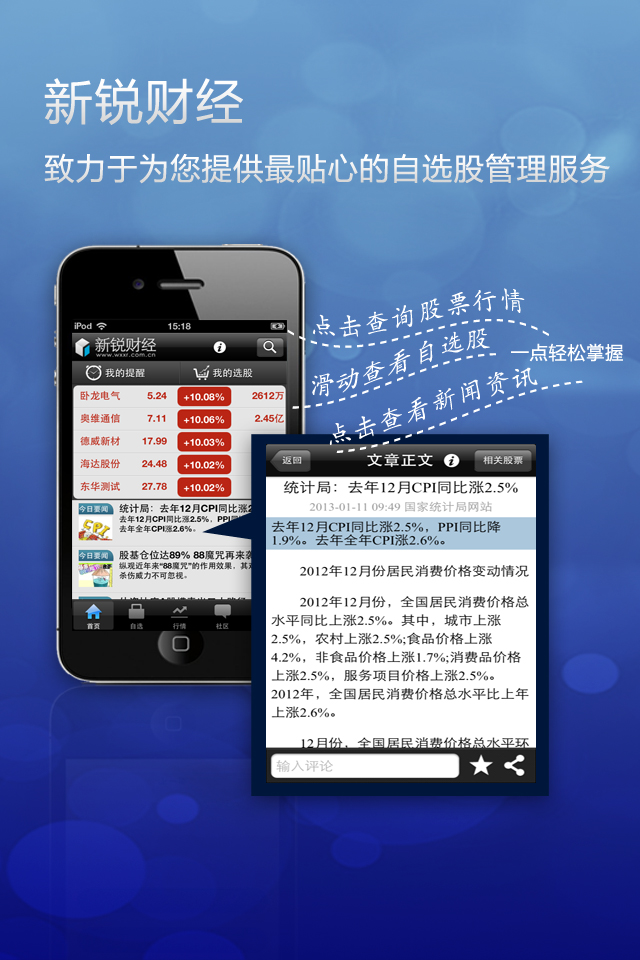 新锐财经
致力于为您提供最贴心的自选股管理服务
iPod 15:18
新锐财经
www.wxrr.com.cn
我的提醒 我的选股
卧龙电气 5.24 +10.08% 2612万
奥维通信 7.11 +10.06% 2.45亿
德威新材 17.99 +10.03%
海达股份 24.48 +10.02%
东华测试 27.78 +10.02%
今日要闻 统计局：去年12月CPI同比涨2
去年12月CPI同比涨2.5%，PPI同
去年全年CPI涨2.6%。
今日要闻 股基仓位达89% 88魔咒再来袭
纵观近年来“88魔咒”的作用效果，其
杀伤威力不可忽视。
首页 自选 行情 社区
点击查询股票行情
滑动查看自选股
点击查看新闻资讯
一点轻松掌握
返回 文章正文 相关股票
统计局：去年12月CPI同比涨2.5%
2013-01-11 09:49 国家统计局网站
去年12月CPI同比涨2.5%，PPI同比降
1.9%。去年全年CPI涨2.6%。
2012年12月份居民消费价格变动情况
2012年12月份，全国居民消费价格总
水平同比上涨2.5%。其中，城市上涨
2.5%，农村上涨2.5%;食品价格上涨
4.2%，非食品价格上涨1.7%;消费品价格
上涨2.5%，服务项目价格上涨2.5%。
2012年，全国居民消费价格总水平比上年
上涨2.6%。
12月份，全国居民消费价格总水平环
输入评论